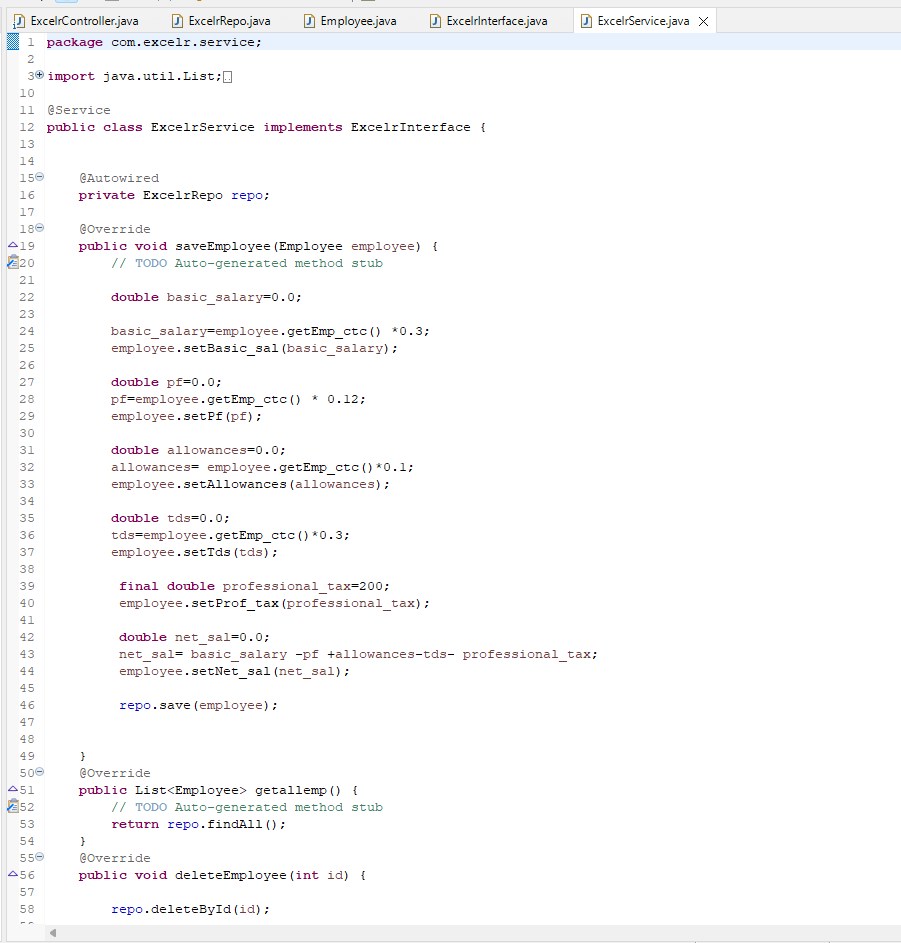 ExcelrController.java ExcelrRepo.java Employee.java ExcelrInterface.java ExcelrService.java
1 package com.excelr.service;
2
3 import java.util.List;
10
11 @Service
12 public class ExcelrService implements ExcelrInterface {
13
14
15 @Autowired
16 private ExcelrRepo repo;
17
18 @Override
19 public void saveEmployee(Employee employee) {
20 // TODO Auto-generated method stub
21
22 double basic_salary=0.0;
23
24 basic_salary=employee.getEmp_ctc() *0.3;
25 employee.setBasic_sal(basic_salary);
26
27 double pf=0.0;
28 pf=employee.getEmp_ctc() * 0.12;
29 employee.setPf(pf);
30
31 double allowances=0.0;
32 allowances= employee.getEmp_ctc()*0.1;
33 employee.setAllowances(allowances);
34
35 double tds=0.0;
36 tds=employee.getEmp_ctc()*0.3;
37 employee.setTds(tds);
38
39 final double professional_tax=200;
40 employee.setProf_tax(professional_tax);
41
42 double net_sal=0.0;
43 net_sal= basic_salary -pf +allowances-tds- professional_tax;
44 employee.setNet_sal(net_sal);
45
46 repo.save(employee);
47
48
49 }
50 @Override
51 public List<Employee> getallemp() {
52 // TODO Auto-generated method stub
53 return repo.findAll();
54 }
55 @Override
56 public void deleteEmployee(int id) {
57
58 repo.deleteById(id);